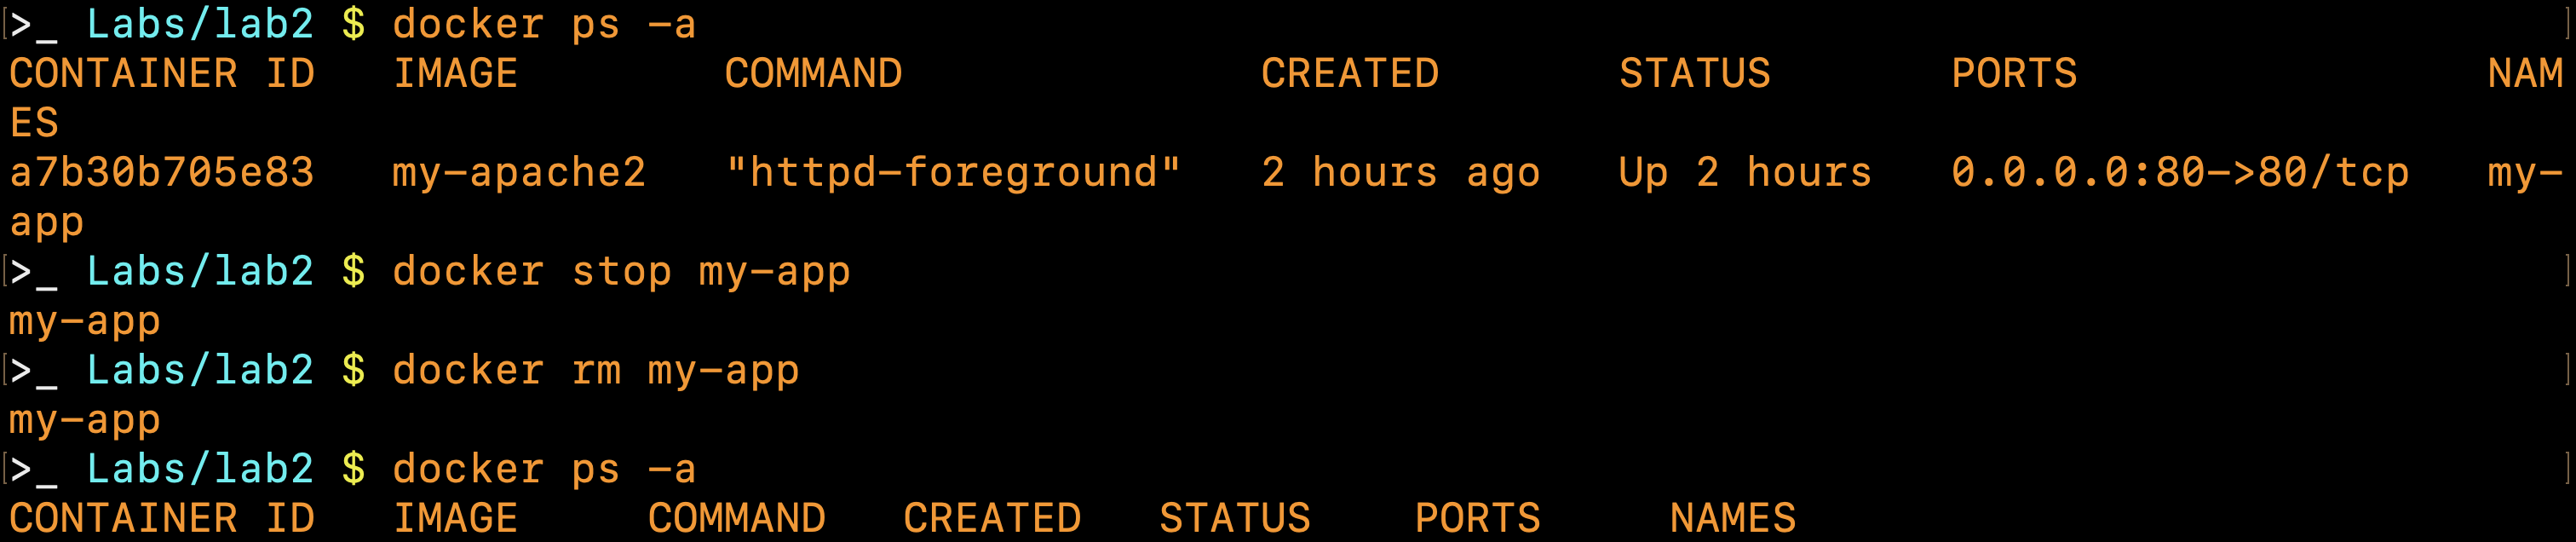 [>_ Labs/lab2 $ docker ps -a ]
CONTAINER ID   IMAGE        COMMAND              CREATED       STATUS       PORTS                NAM
ES
a7b30b705e83   my-apache2   "httpd-foreground"   2 hours ago   Up 2 hours   0.0.0.0:80->80/tcp   my-
app
[>_ Labs/lab2 $ docker stop my-app ]
my-app
[>_ Labs/lab2 $ docker rm my-app ]
my-app
[>_ Labs/lab2 $ docker ps -a ]
CONTAINER ID   IMAGE     COMMAND   CREATED   STATUS    PORTS     NAMES